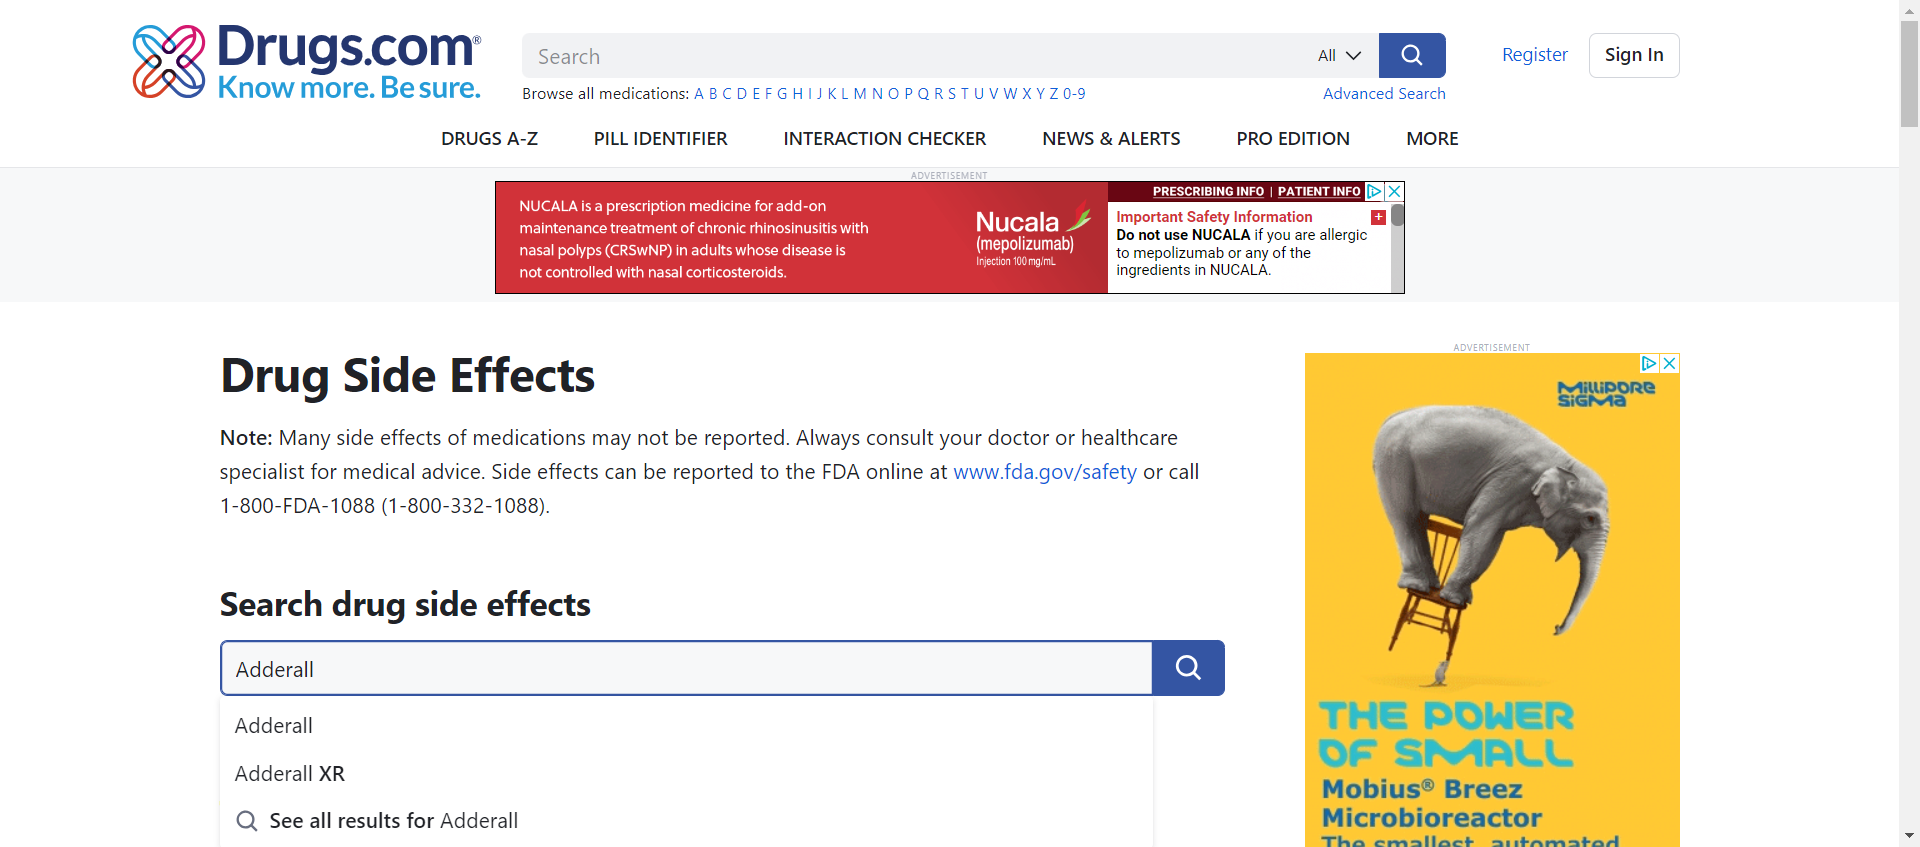 Drugs.com®
Know more. Be sure.
Search
All
Register
Sign In
Browse all medications: A B C D E F G H I J K L M N O P Q R S T U V W X Y Z 0-9
Advanced Search
DRUGS A-Z
PILL IDENTIFIER
INTERACTION CHECKER
NEWS & ALERTS
PRO EDITION
MORE
ADVERTISEMENT
NUCALA is a prescription medicine for add-on
maintenance treatment of chronic rhinosinusitis with
nasal polyps (CRSwNP) in adults whose disease is
not controlled with nasal corticosteroids.
Nucala
(mepolizumab)
Injection 100 mg/mL
PRESCRIBING INFO | PATIENT INFO
Important Safety Information
Do not use NUCALA if you are allergic
to mepolizumab or any of the
ingredients in NUCALA.
Drug Side Effects
Note: Many side effects of medications may not be reported. Always consult your doctor or healthcare
specialist for medical advice. Side effects can be reported to the FDA online at www.fda.gov/safety or call
1-800-FDA-1088 (1-800-332-1088).
Search drug side effects
Adderall
Adderall
Adderall XR
See all results for Adderall
ADVERTISEMENT
Millipore
Sigma
THE POWER
OF SMALL
Mobius® Breez
Microbioreactor
The smallest, automated